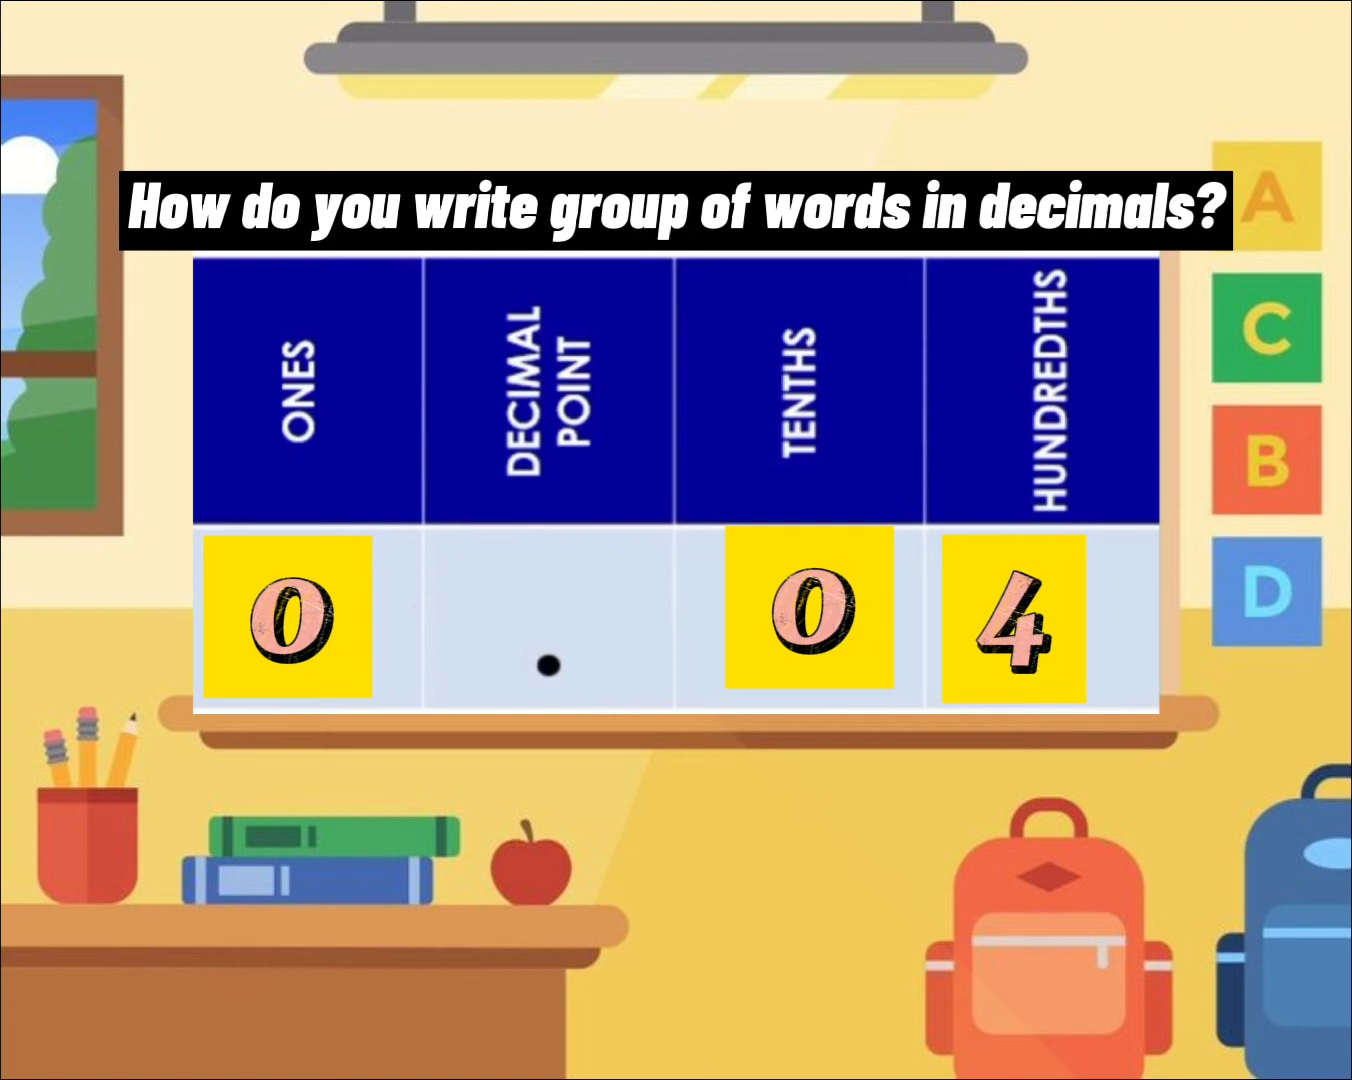 How do you write group of words in decimals?
A
ONES
DECIMAL
POINT
TENTHS
HUNDREDTHS
C
B
0 . 0 4
D